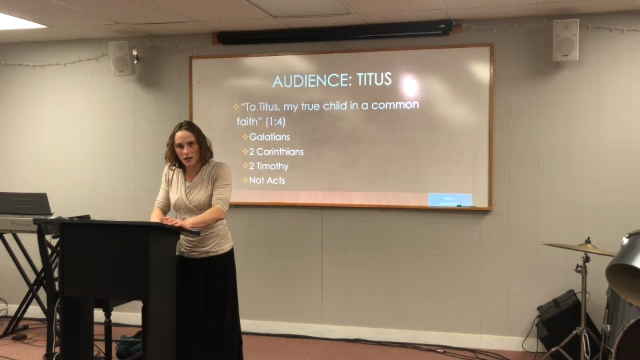 AUDIENCE: TITUS
"To Titus, my true child in a common
faith" (1:4)
Galatians
2 Corinthians
2 Timothy
Not Acts